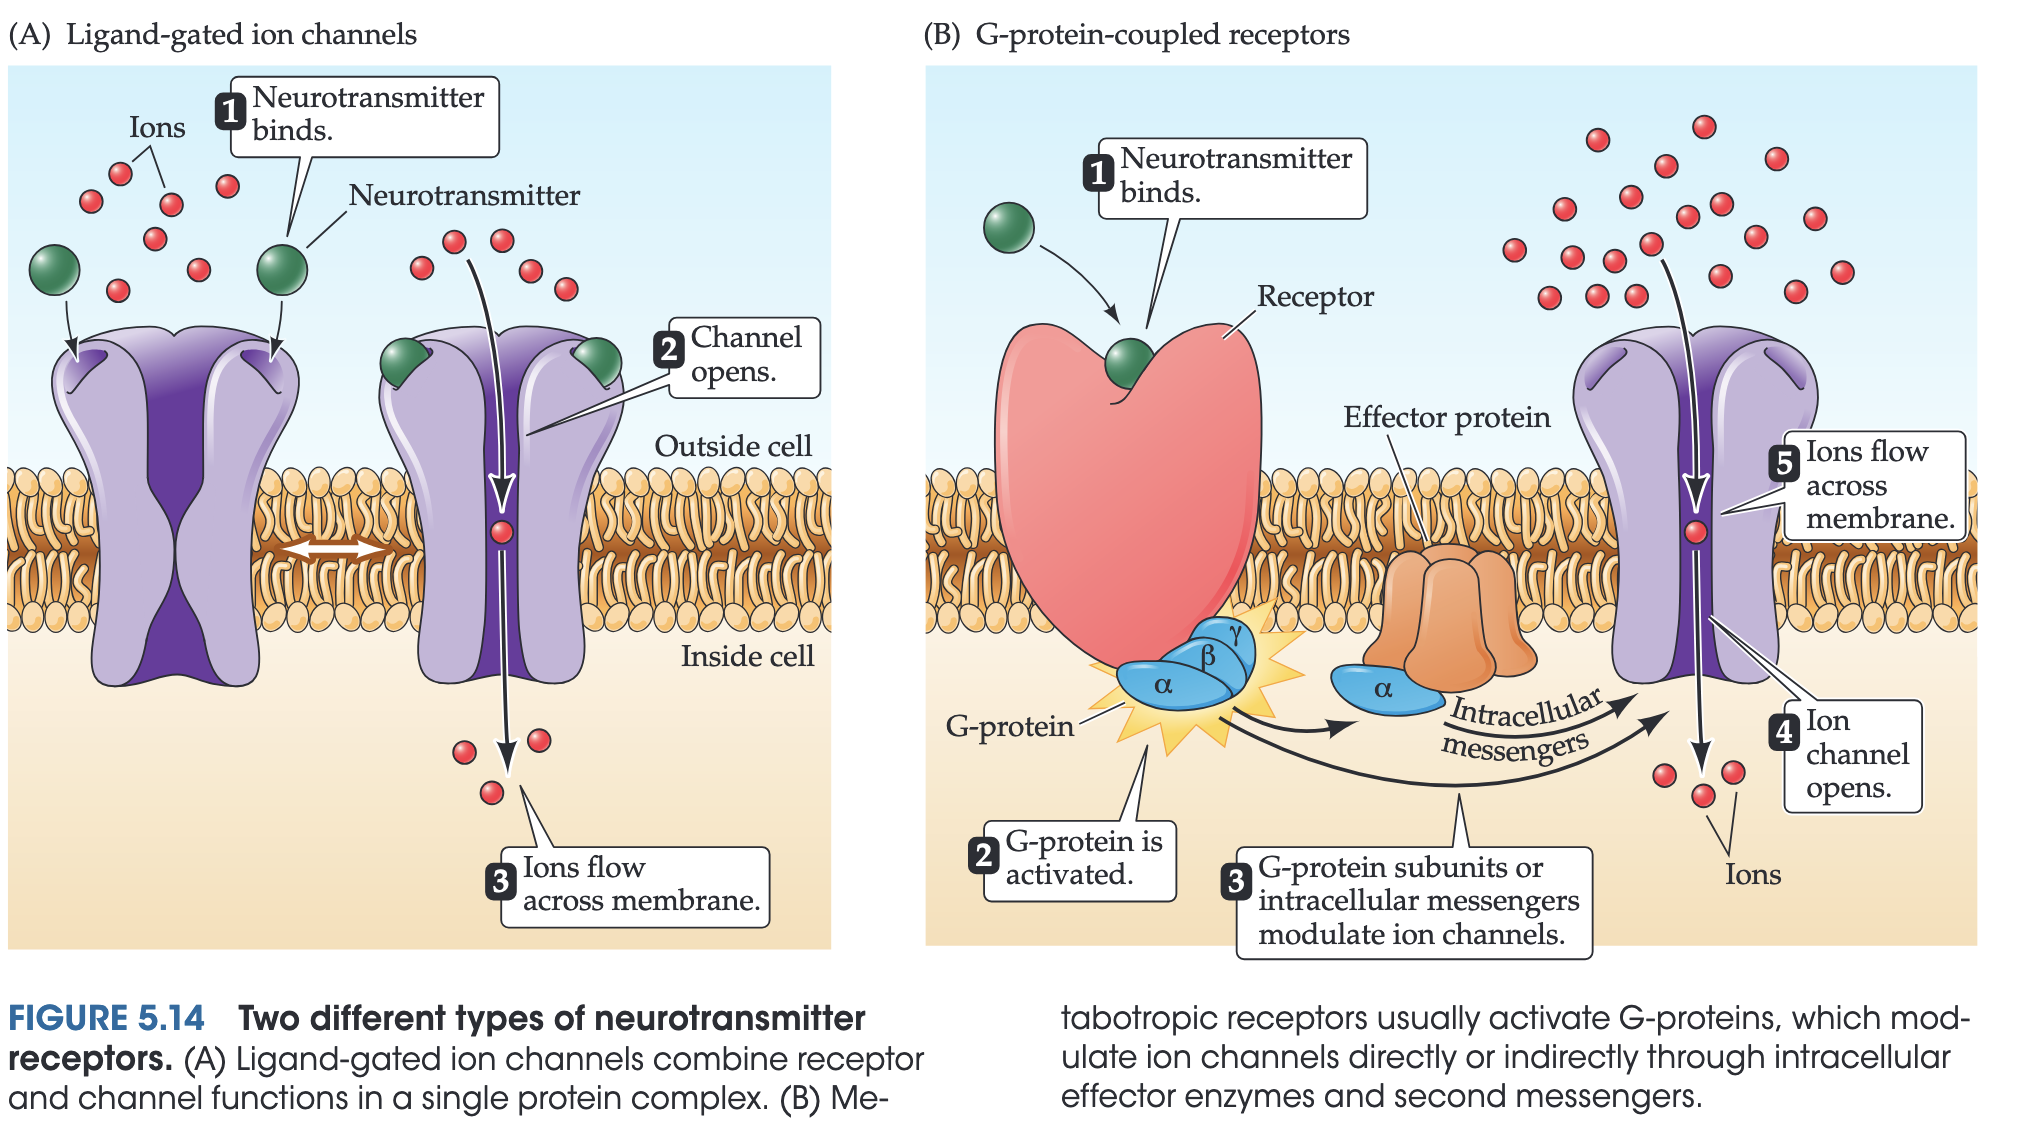 (A) Ligand-gated ion channels
1 Neurotransmitter
binds.
Ions
Neurotransmitter
2 Channel
opens.
Outside cell
Inside cell
3 Ions flow
across membrane.
(B) G-protein-coupled receptors
1 Neurotransmitter
binds.
Receptor
Effector protein
5 Ions flow
across
membrane.
γ
β
α
α
G-protein
Intracellular
messengers
4 Ion
channel
opens.
2 G-protein is
activated.
3 G-protein subunits or
intracellular messengers
modulate ion channels.
Ions
FIGURE 5.14 Two different types of neurotransmitter
receptors. (A) Ligand-gated ion channels combine receptor
and channel functions in a single protein complex. (B) Me-
tabotropic receptors usually activate G-proteins, which mod-
ulate ion channels directly or indirectly through intracellular
effector enzymes and second messengers.